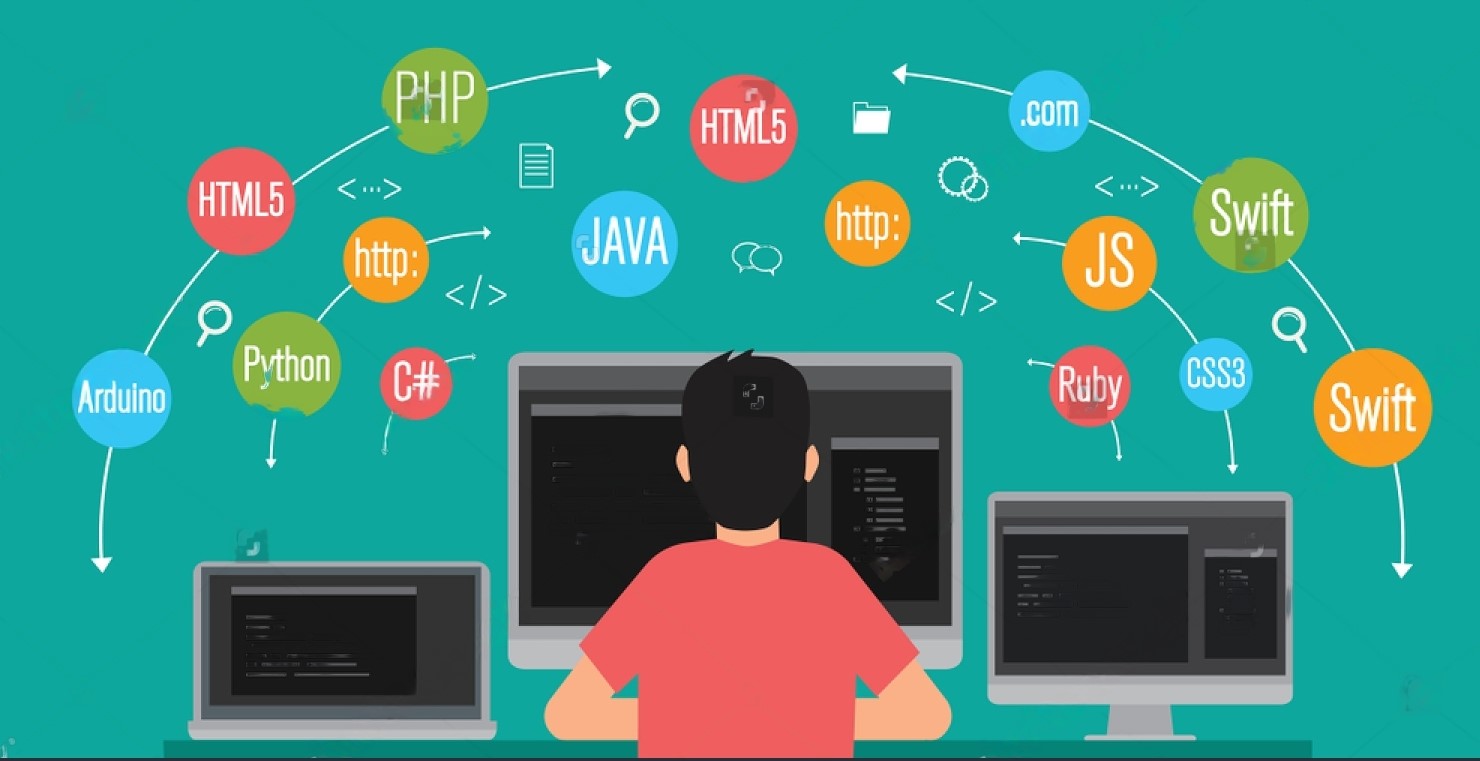 PHP
HTML5
.com
HTML5
<...>
JAVA
http:
<...>
Swift
http:
JS
</>
</>
Python
C#
Ruby
CSS3
Arduino
Swift